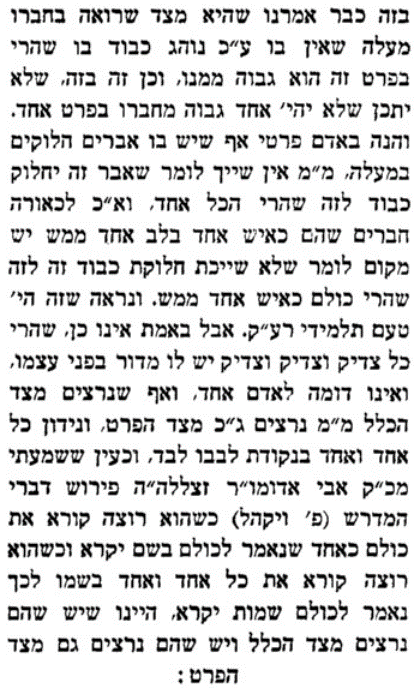 בזה כבר אמרנו שהיא מצד שרואה בחברו
מעלה שאין בו ע״כ נוהג כבוד בו שהרי
בפרט זה הוא גבוה ממנו, וכן זה בזה, שלא
יתכן שלא יהי׳ אחד גבוה מחברו בפרט אחד.
והנה באדם פרטי אף שיש בו אברים חלוקים
במעלה, מ״מ אין שייך לומר שאבר זה יחלוק
כבוד לזה שהרי הכל אחד, וא״כ לכאורה
חברים שהם כאיש אחד בלב אחד ממש יש
מקום לומר שלא שייכת חלוקת כבוד זה לזה
שהרי כולם כאיש אחד ממש. ונראה שזה הי׳
טעם תלמידי רע״ק. אבל באמת אינו כן, שהרי
כל צדיק וצדיק וצדיק יש לו מדור בפני עצמו,
ואינו דומה לאדם אחד, ואף שנרצים מצד
הכלל מ״מ נרצים ג״כ מצד הפרט, ונידון כל
אחד ואחד בנקודת לבבו לבד, וכעין ששמעתי
מכ״ק אבי אדומו״ר זצללה״ה פירוש דברי
המדרש (פ׳ ויקהל) כשהוא רוצה קורא את
כולם כאחד שנאמר לכולם בשם יקרא וכשהוא
רוצה קורא את כל אחד ואחד בשמו לכך
נאמר לכולם שמות יקרא, היינו שיש שהם
נרצים מצד הכלל ויש שהם נרצים גם מצד
הפרט :